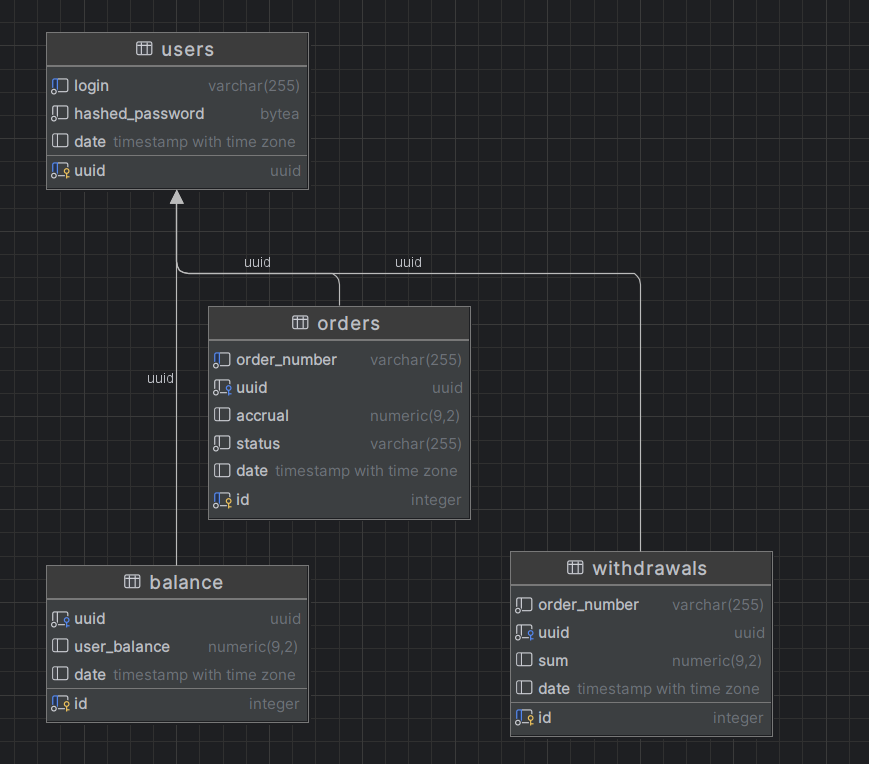 users
login varchar(255)
hashed_password bytea
date timestamp with time zone
uuid uuid
uuid uuid
orders
order_number varchar(255)
uuid uuid
accrual numeric(9,2)
status varchar(255)
date timestamp with time zone
id integer
uuid
balance
uuid uuid
user_balance numeric(9,2)
date timestamp with time zone
id integer
withdrawals
order_number varchar(255)
uuid uuid
sum numeric(9,2)
date timestamp with time zone
id integer